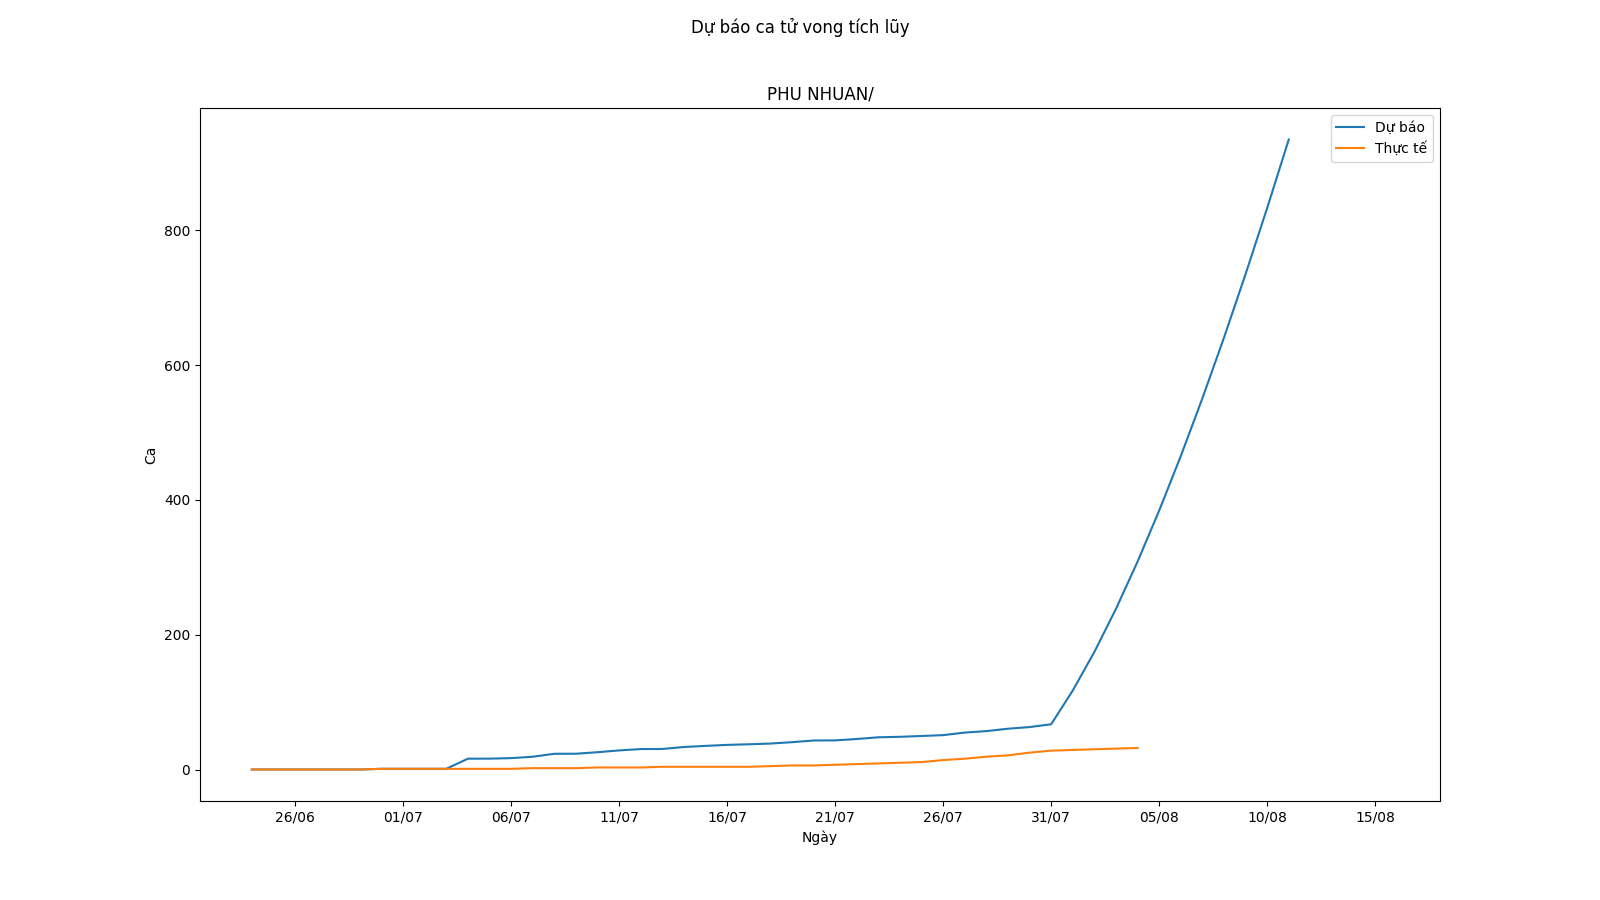 Dự báo ca tử vong tích lũy
PHU NHUAN/
Dự báo
Thực tế
800
600
400
200
0
Ca
26/06
01/07
06/07
11/07
16/07
21/07
26/07
31/07
05/08
10/08
15/08
Ngày